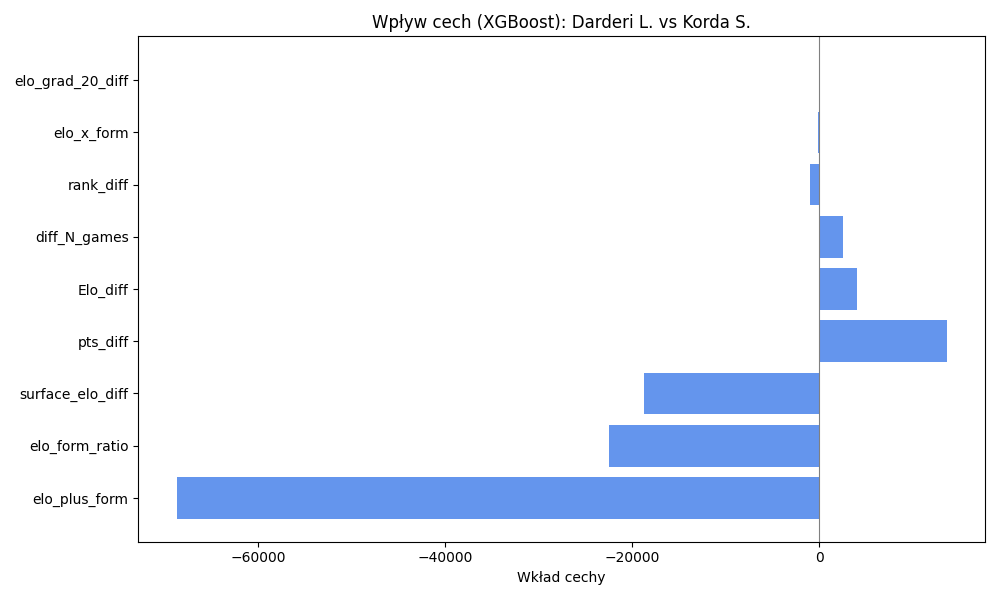 Wpływ cech (XGBoost): Darderi L. vs Korda S.
elo_grad_20_diff
elo_x_form
rank_diff
diff_N_games
Elo_diff
pts_diff
surface_elo_diff
elo_form_ratio
elo_plus_form
−60000 −40000 −20000 0
Wkład cechy